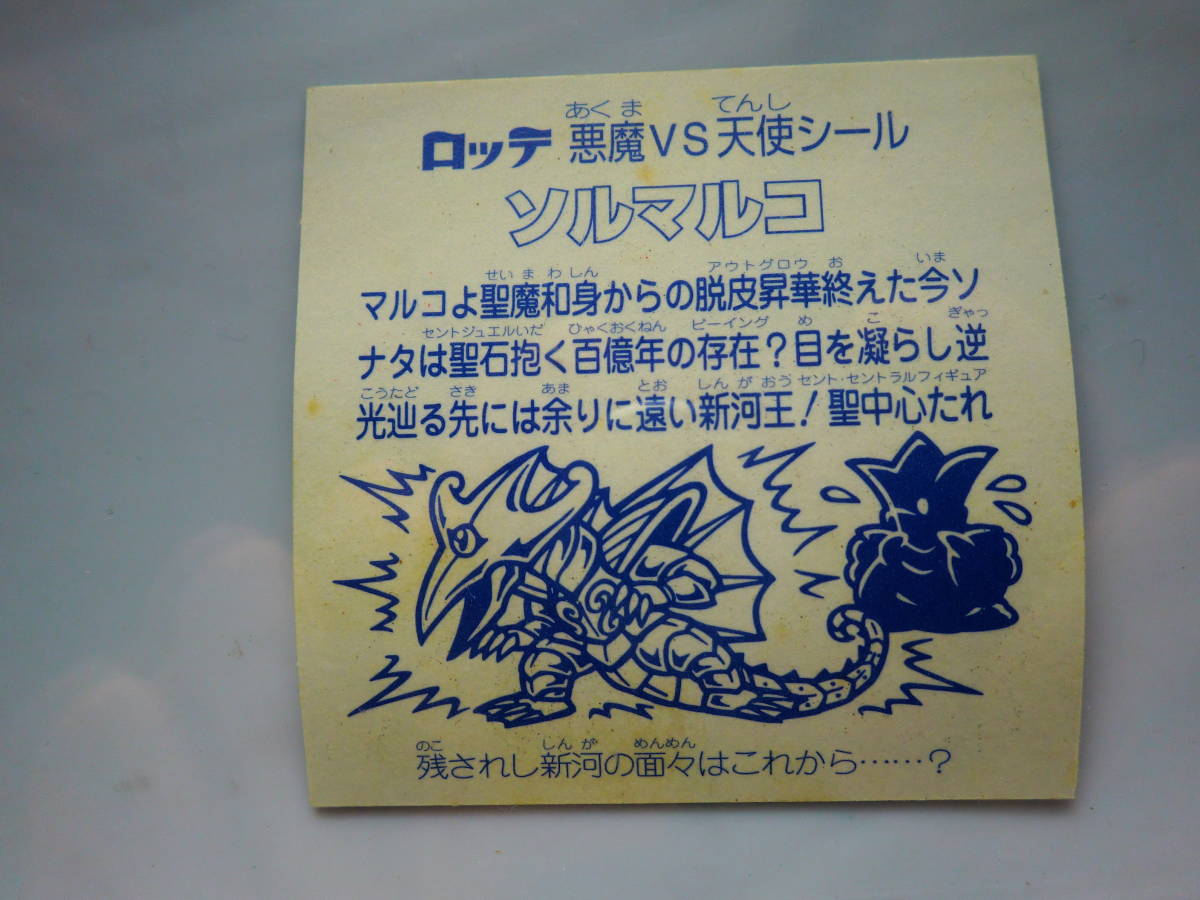 あくま てんし
ロッテ 悪魔VS天使シール
ソルマルコ
せいまわしん アウトグロウ お いま
マルコよ聖魔和身からの脱皮昇華終えた今ソ
セントジュエルいだ ひゃくおくねん ビーイング め こ ぎゃっ
ナタは聖石抱く百億年の存在?目を凝らし逆
こうたど さき あま とお しんがおう セント・セントラルフィギュア
光辿る先には余りに遠い新河王!聖中心たれ
のこ しんが めんめん
残されし新河の面々はこれから……?